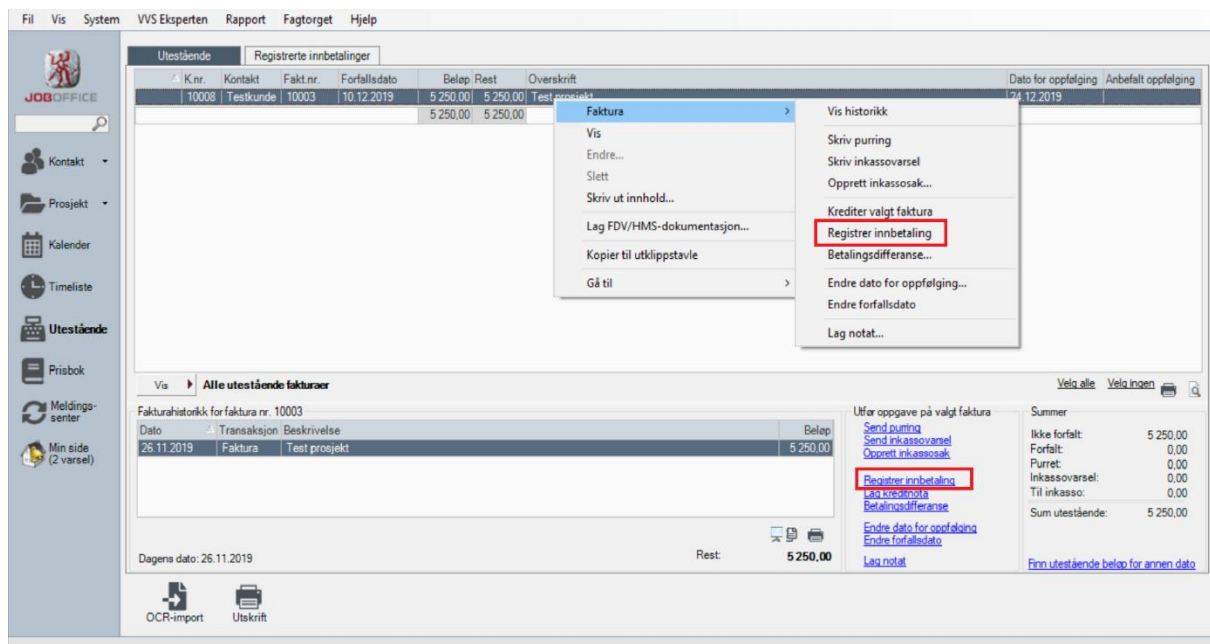 Fil Vis System VVS Eksperten Rapport Fagtorget Hjelp
JOBOFFICE
Kontakt
Prosjekt
Kalender
Timeliste
Utestående
Prisbok
Meldings-
senter
Min side
(2 varsel)
Utestående Registrerte innbetalinger
K.nr. Kontakt Fakt.nr. Forfallsdato Beløp Rest Overskrift Dato for oppfølging Anbefalt oppfølging
10008 Testkunde 10003 10.12.2019 5 250,00 5 250,00 Test prosjekt 24.12.2019
5 250,00 5 250,00
Faktura
Vis
Endre...
Slett
Skriv ut innhold...
Lag FDV/HMS-dokumentasjon...
Kopier til utklippstavle
Gå til
Vis historikk
Skriv purring
Skriv inkassovarsel
Opprett inkassosak...
Krediter valgt faktura
Registrer innbetaling
Betalingsdifferanse...
Endre dato for oppfølging...
Endre forfallsdato
Lag notat...
Vis Alle utestående fakturaer Velg alle Velg ingen
Fakturahistorikk for faktura nr. 10003
Dato Transaksjon Beskrivelse Beløp
26.11.2019 Faktura Test prosjekt 5 250,00
Dagens dato: 26.11.2019 Rest: 5 250,00
Utfør oppgave på valgt faktura
Send purring
Send inkassovarsel
Opprett inkassosak
Registrer innbetaling
Lag kreditnota
Betalingsdifferanse
Endre dato for oppfølging
Endre forfallsdato
Lag notat
Summer
Ikke forfalt: 5 250,00
Forfalt: 0,00
Purret: 0,00
Inkassovarsel: 0,00
Til inkasso: 0,00
Sum utestående: 5 250,00
Finn utestående beløp for annen dato
OCR-import Utskrift